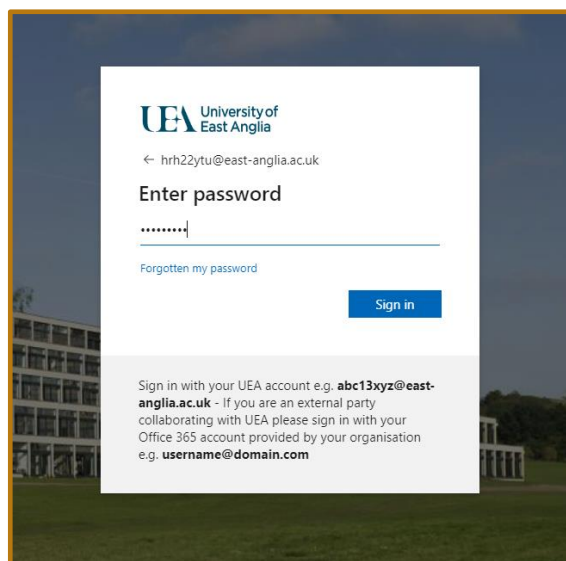 UEA University of
East Anglia
← hrh22ytu@east-anglia.ac.uk
Enter password
•••••••••
Forgotten my password
Sign in
Sign in with your UEA account e.g. abc13xyz@east-
anglia.ac.uk - If you are an external party
collaborating with UEA please sign in with your
Office 365 account provided by your organisation
e.g. username@domain.com